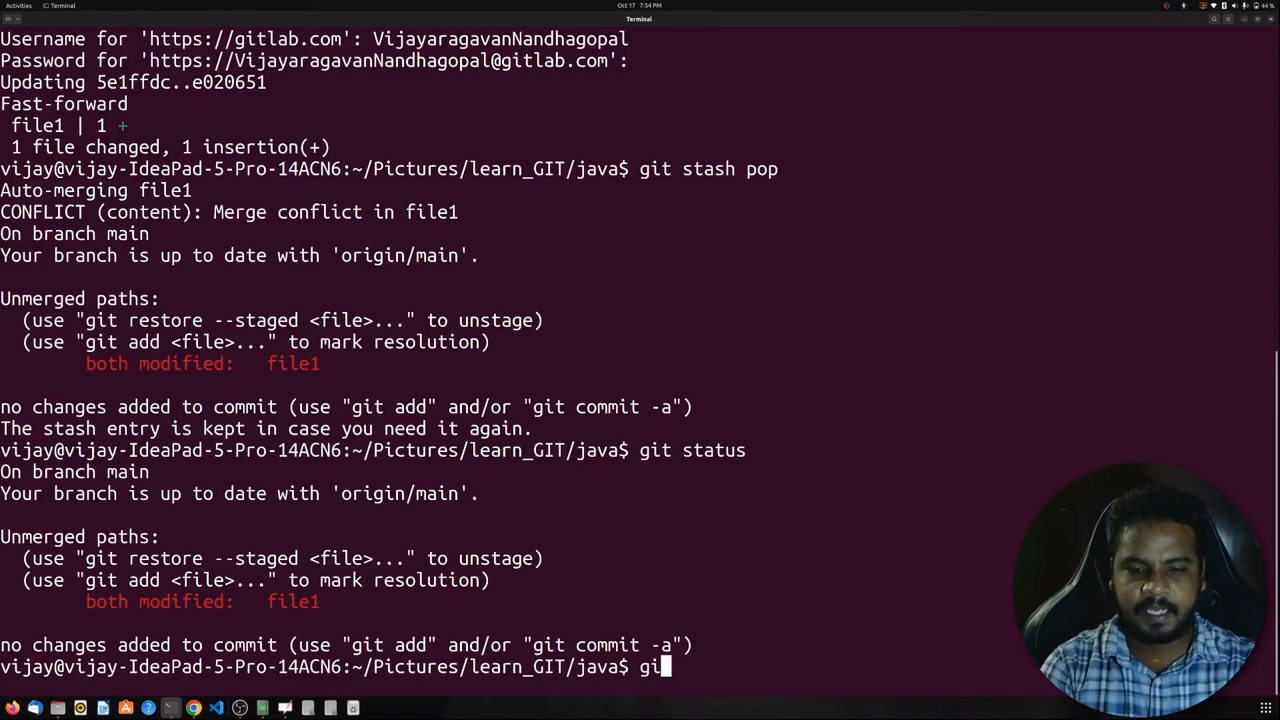 Activities Terminal Oct 17 7:54 PM 44 %
Terminal
Username for 'https://gitlab.com': VijayaragavanNandhagopal
Password for 'https://VijayaragavanNandhagopal@gitlab.com':
Updating 5e1ffdc..e020651
Fast-forward
file1 | 1 +
1 file changed, 1 insertion(+)
vijay@vijay-IdeaPad-5-Pro-14ACN6:~/Pictures/learn_GIT/java$ git stash pop
Auto-merging file1
CONFLICT (content): Merge conflict in file1
On branch main
Your branch is up to date with 'origin/main'.
Unmerged paths:
(use "git restore --staged <file>..." to unstage)
(use "git add <file>..." to mark resolution)
both modified: file1
no changes added to commit (use "git add" and/or "git commit -a")
The stash entry is kept in case you need it again.
vijay@vijay-IdeaPad-5-Pro-14ACN6:~/Pictures/learn_GIT/java$ git status
On branch main
Your branch is up to date with 'origin/main'.
Unmerged paths:
(use "git restore --staged <file>..." to unstage)
(use "git add <file>..." to mark resolution)
both modified: file1
no changes added to commit (use "git add" and/or "git commit -a")
vijay@vijay-IdeaPad-5-Pro-14ACN6:~/Pictures/learn_GIT/java$ gi